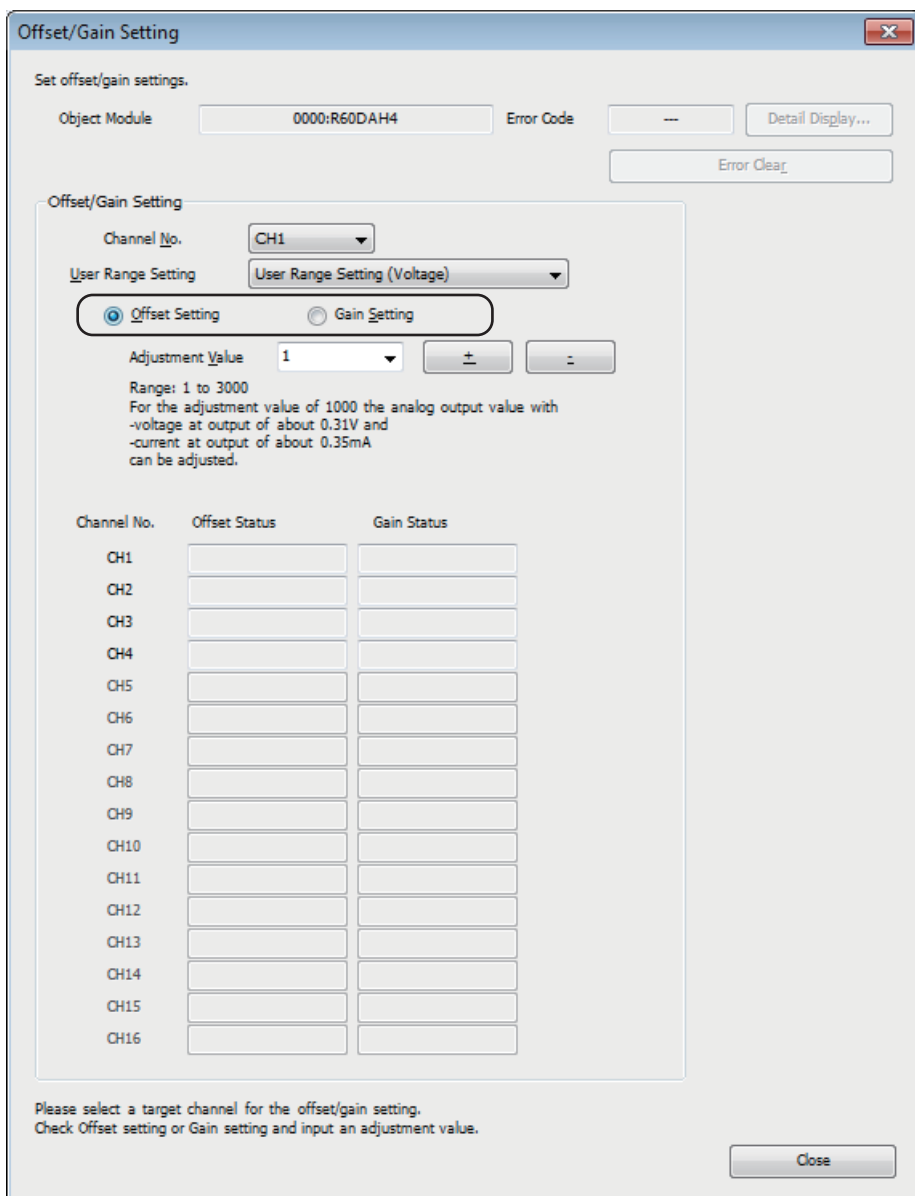 Offset/Gain Setting
Set offset/gain settings.
Object Module 0000:R60DAH4 Error Code --- Detail Display...
Error Clear
Offset/Gain Setting
Channel No. CH1
User Range Setting User Range Setting (Voltage)
Offset Setting Gain Setting
Adjustment Value 1 + -
Range: 1 to 3000
For the adjustment value of 1000 the analog output value with
-voltage at output of about 0.31V and
-current at output of about 0.35mA
can be adjusted.
Channel No. Offset Status Gain Status
CH1
CH2
CH3
CH4
CH5
CH6
CH7
CH8
CH9
CH10
CH11
CH12
CH13
CH14
CH15
CH16
Please select a target channel for the offset/gain setting.
Check Offset setting or Gain setting and input an adjustment value.
Close